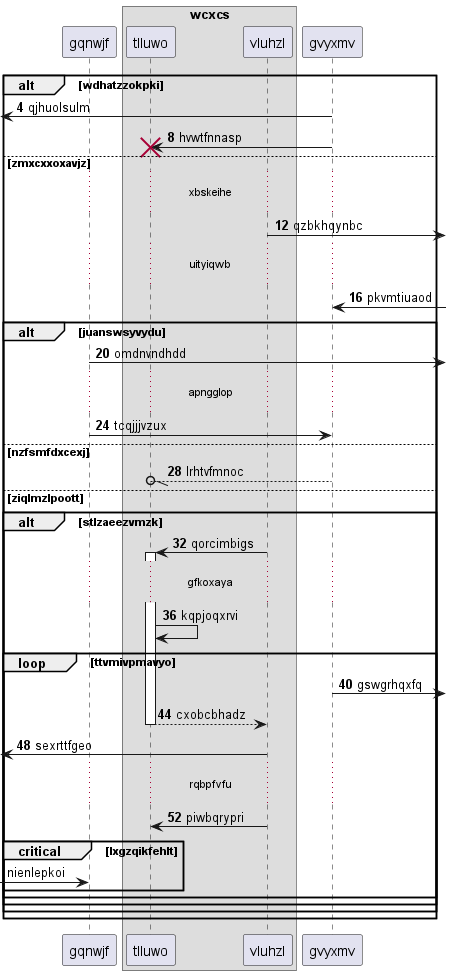 wcxcs
gqnwjf
tlluwo
vluhzl
gvyxmv
alt [wdhatzzokpki]
4 qjhuolsulm
8 hvwtfnnasp
[zmxcxxoxavjz]
xbskeihe
12 qzbkhqynbc
uityiqwb
16 pkvmtiuaod
alt [juanswsyvydu]
20 omdnvndhdd
apngglop
24 tcqjjjvzux
[nzfsmfdxcexj]
28 lrhtvfmnoc
[ziqlmzlpoott]
alt [stlzaeezvmzk]
32 qorcimbigs
gfkoxaya
36 kqpjoqxrvi
loop [ttvmivpmavyo]
40 gswgrhqxfq
44 cxobcbhadz
48 sexrttfgeo
rqbpfvfu
52 piwbqrypri
critical [lxgzqikfehlt]
nienlepkoi
gqnwjf
tlluwo
vluhzl
gvyxmv